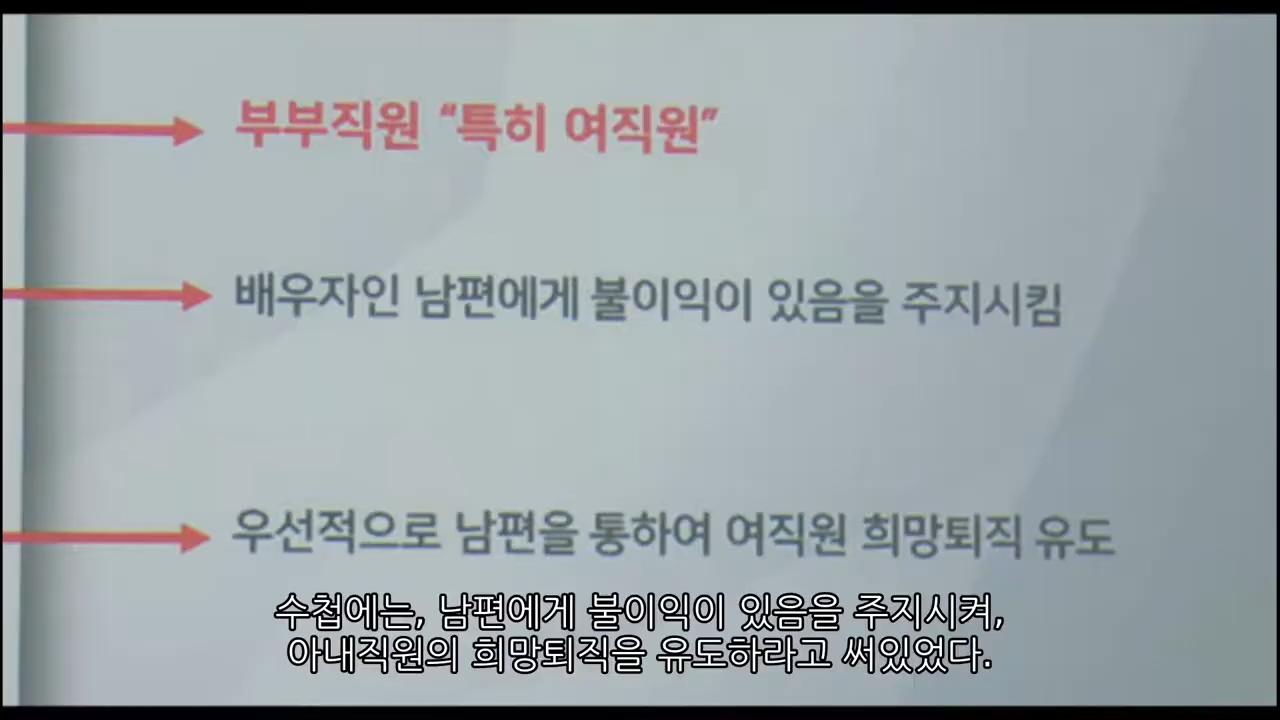 부부직원 “특히 여직원”
배우자인 남편에게 불이익이 있음을 주지시킴
우선적으로 남편을 통하여 여직원 희망퇴직 유도
수첩에는, 남편에게 불이익이 있음을 주지시켜,
아내직원의 희망퇴직을 유도하라고 써있었다.